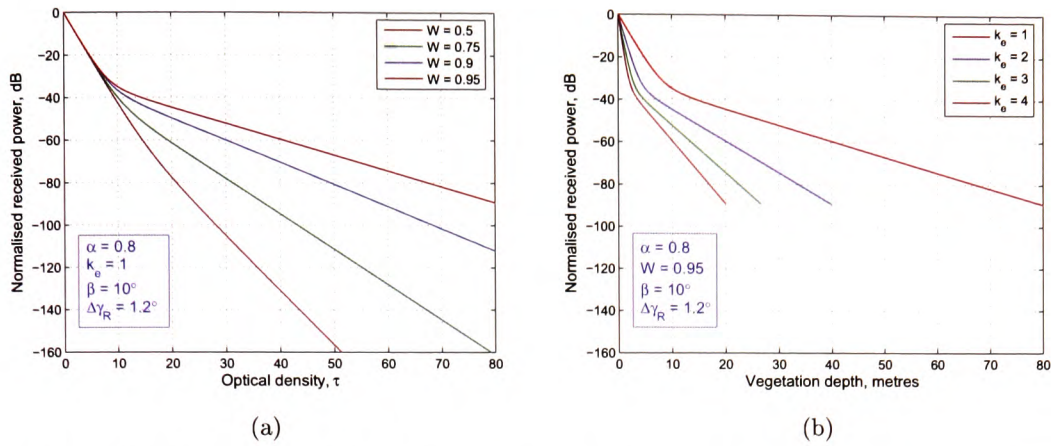 0
−20
−40
−60
−80
−100
−120
−140
−160
Normalised received power, dB
W = 0.5
W = 0.75
W = 0.9
W = 0.95
α = 0.8
k_e = 1
β = 10°
Δγ_R = 1.2°
0 10 20 30 40 50 60 70 80
Optical density, τ
(a)
0
−20
−40
−60
−80
−100
−120
−140
−160
Normalised received power, dB
k_e = 1
k_e = 2
k_e = 3
k_e = 4
α = 0.8
W = 0.95
β = 10°
Δγ_R = 1.2°
0 10 20 30 40 50 60 70 80
Vegetation depth, metres
(b)